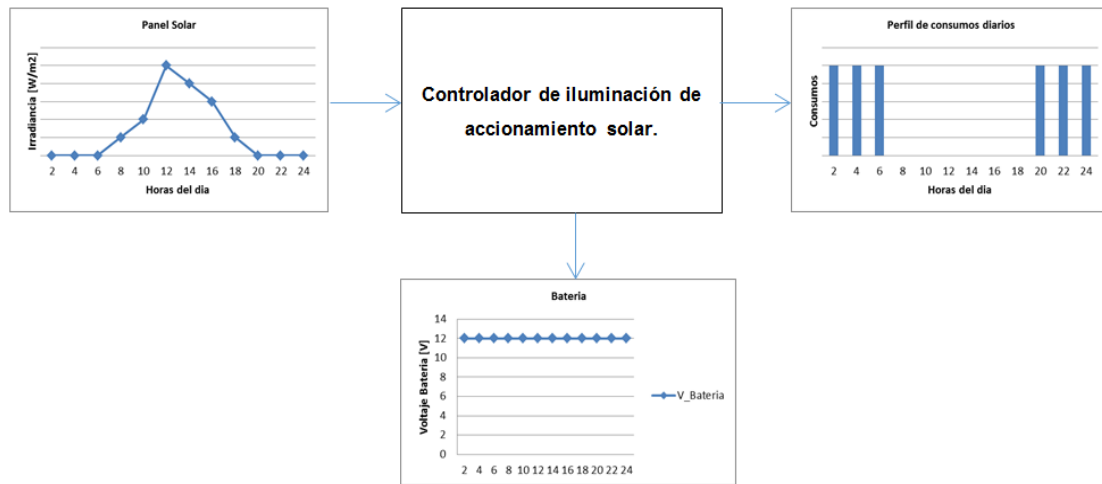 Panel Solar
Irradiancia [W/m2]
2 4 6 8 10 12 14 16 18 20 22 24
Horas del dia
Controlador de iluminación de
accionamiento solar.
Perfil de consumos diarios
Consumos
2 4 6 8 10 12 14 16 18 20 22 24
Horas del dia
Bateria
Voltaje Bateria [V]
14
12
10
8
6
4
2
0
V_Bateria
2 4 6 8 10 12 14 16 18 20 22 24